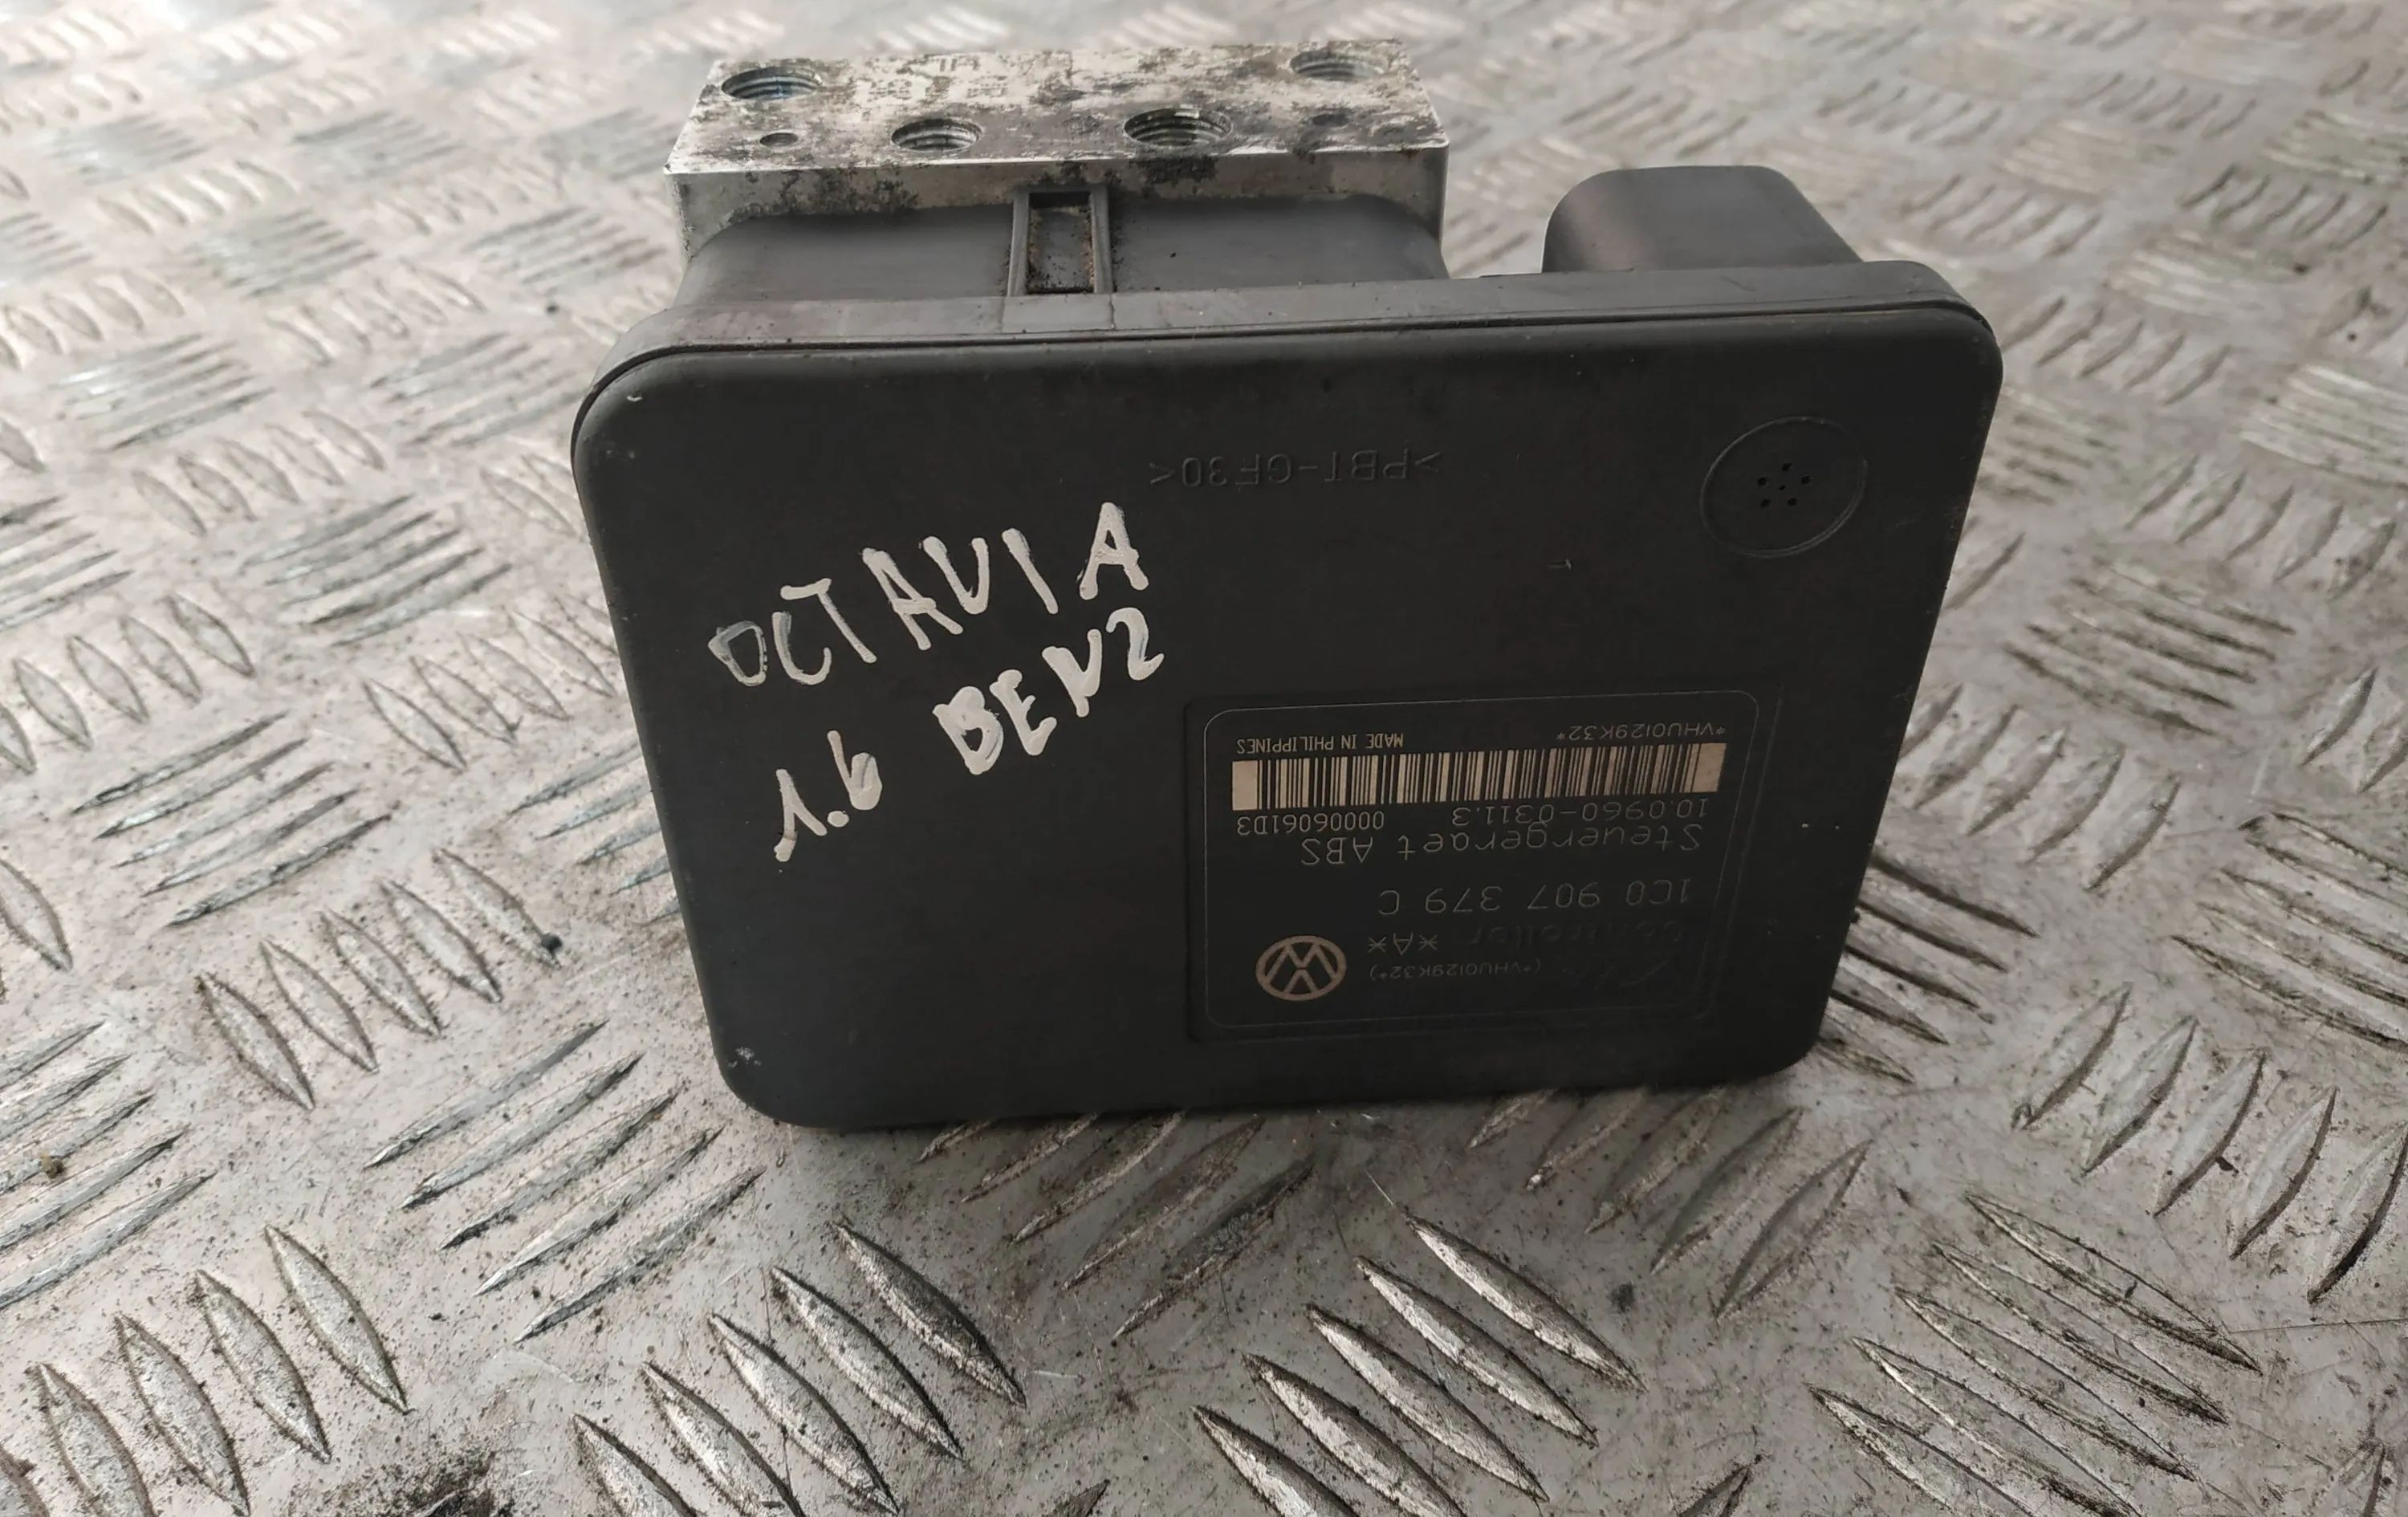 >PBT-GF30<
OCTAVIA
1.6 BENZ
(*VHU0129K32*)
Controller *A*
1C0 907 379 C
Steuergeraet ABS
10.0960-0311.3 00006061D3
*VHU0129K32* MADE IN PHILIPPINES